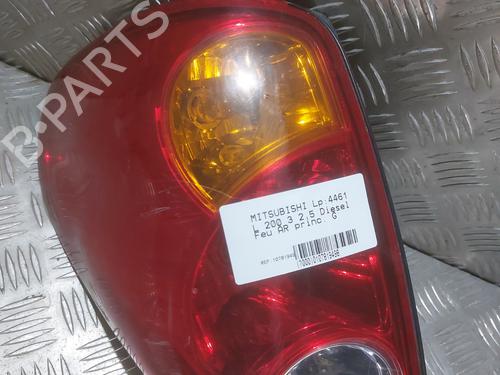 B-PARTS
MITSUBISHI Lp:4461
L 200 3 2.5 Diesel
Feu AR princ. G